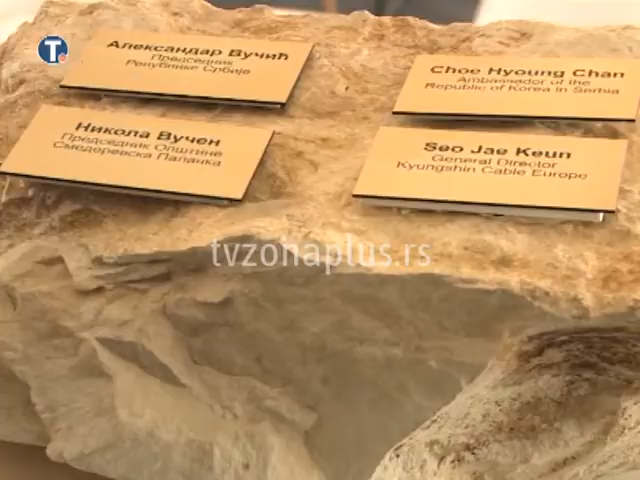 T.
Александар Вучић
Председник
Републике Србије
Choe Hyoung Chan
Ambassador of the
Republic of Korea in Serbia
Никола Вучен
Председник Општине
Смедеревска Паланка
Seo Jae Keun
General Director
Kyungshin Cable Europe
tvzonaplus.rs